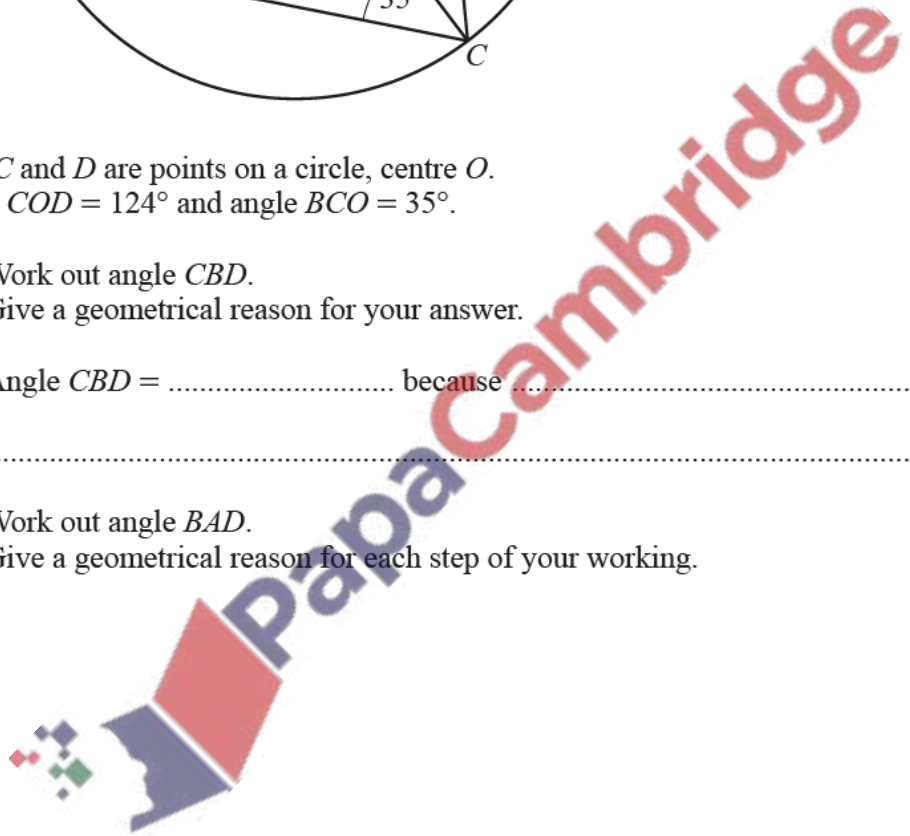 35
C
C and D are points on a circle, centre O.
COD = 124° and angle BCO = 35°.
Work out angle CBD.
Give a geometrical reason for your answer.
Angle CBD = ............................ because ..................................................
..................................................................................................................
Work out angle BAD.
Give a geometrical reason for each step of your working.
PapaCambridge